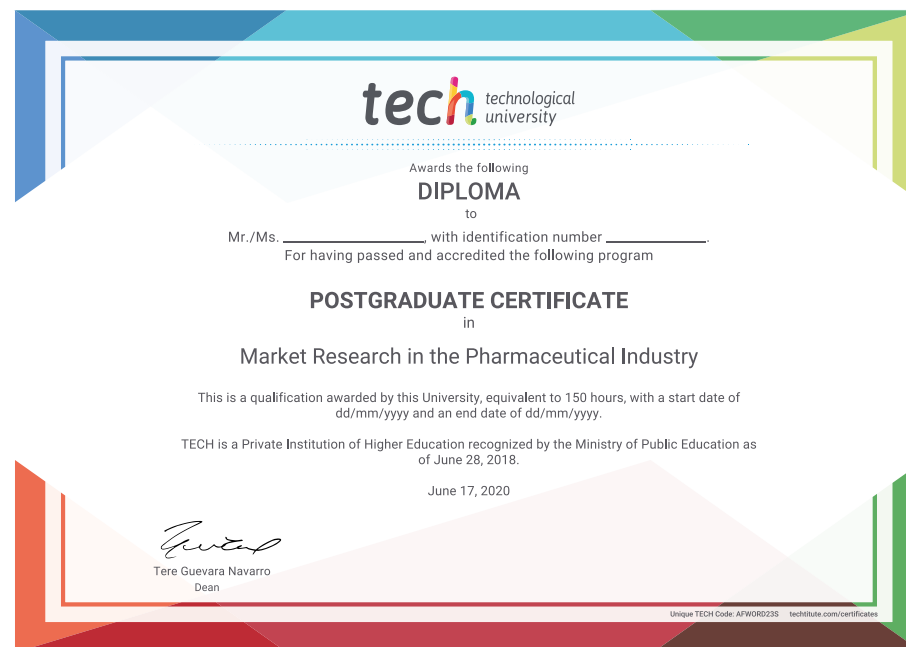 tech technological
university
Awards the following
DIPLOMA
to
Mr./Ms. ____________________, with identification number ______________.
For having passed and accredited the following program
POSTGRADUATE CERTIFICATE
in
Market Research in the Pharmaceutical Industry
This is a qualification awarded by this University, equivalent to 150 hours, with a start date of
dd/mm/yyyy and an end date of dd/mm/yyyy.
TECH is a Private Institution of Higher Education recognized by the Ministry of Public Education as
of June 28, 2018.
June 17, 2020
Tere Guevara Navarro
Dean
Unique TECH Code: AFWORD23S techtitute.com/certificates